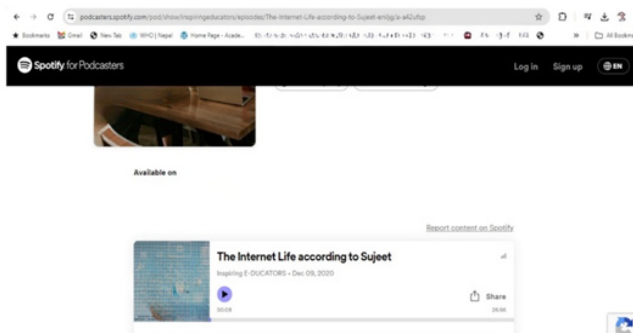 podcasters.spotify.com/pod/show/inspiringeducators/episodes/The-Internet-Life-according-to-Sujeet-
Bookmarks Gmail New Tab WHO | Nepal Home Page - Acade...
All Bookm
Spotify for Podcasters
Log in Sign up EN
Available on
Report content on Spotify
The Internet Life according to Sujeet
Inspiring E-DUCATORS • Dec 09, 2020
Share
00:09